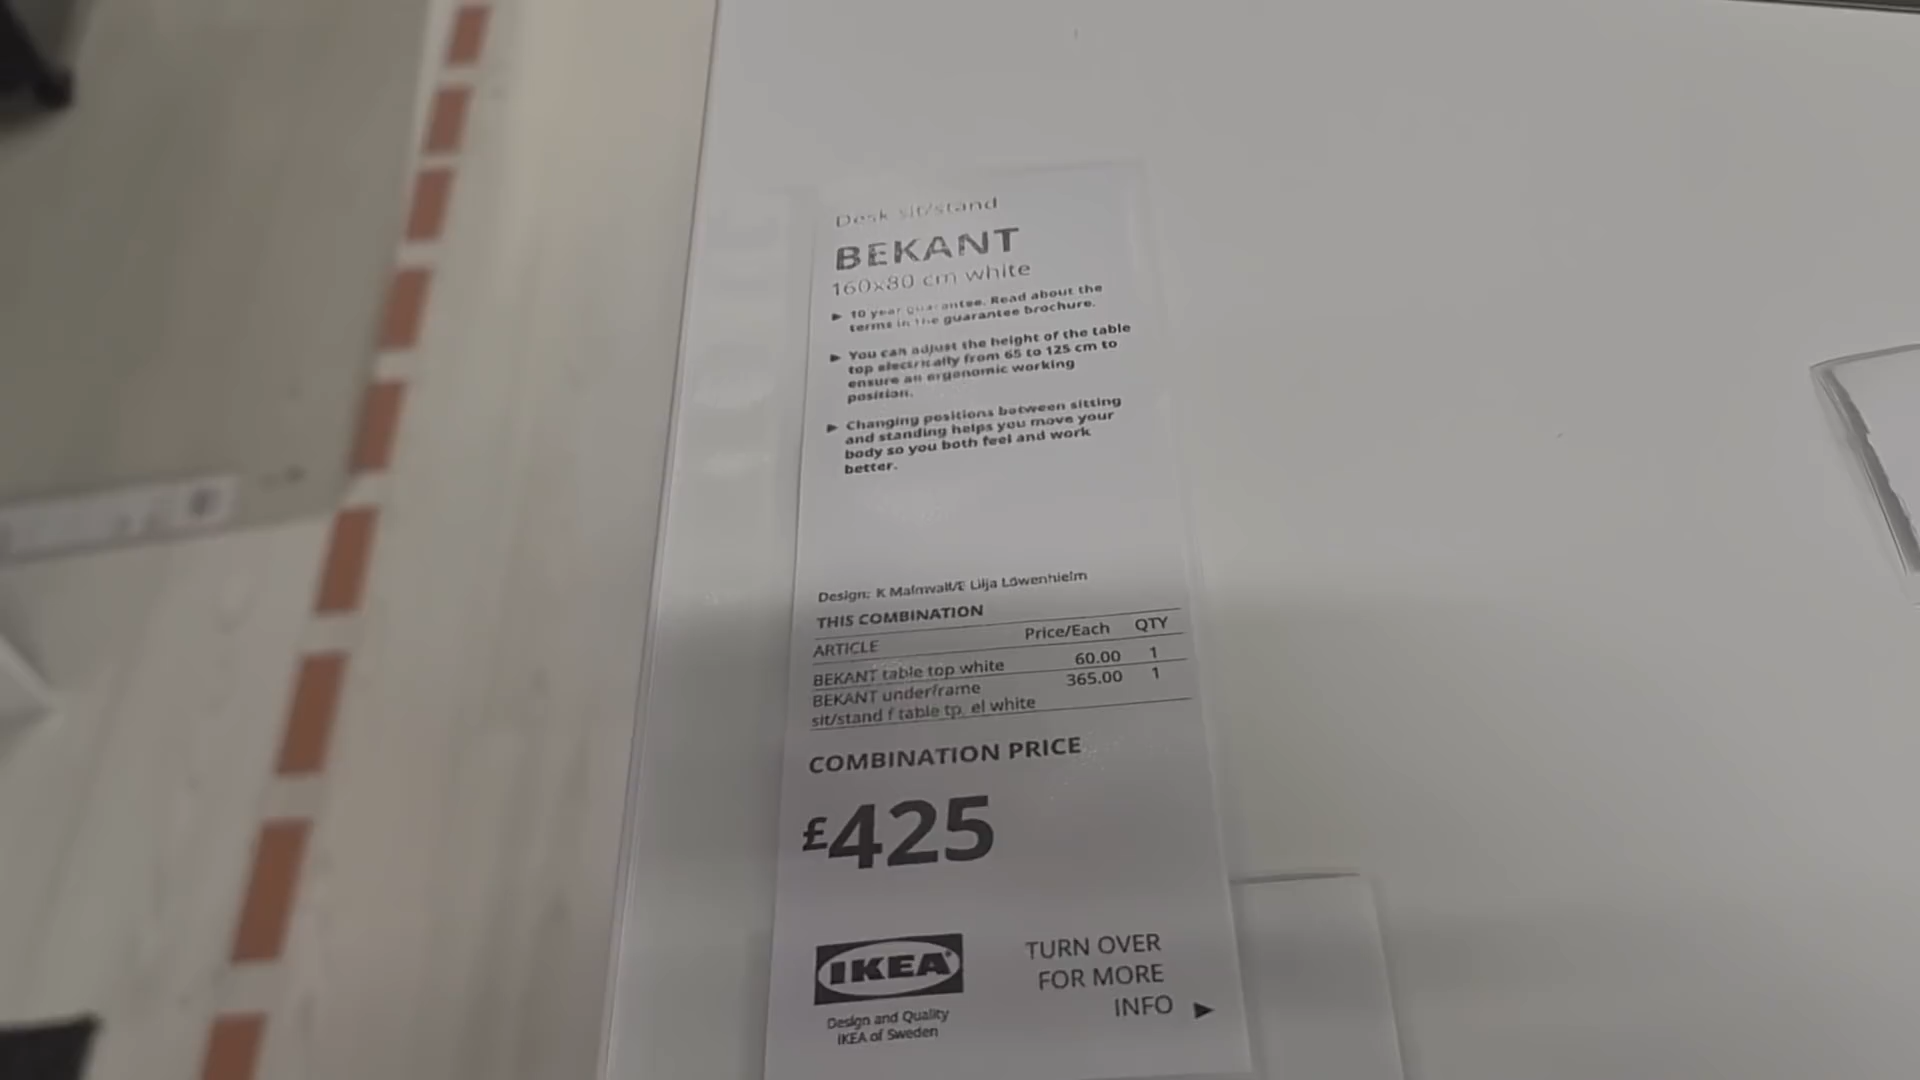 Desk sit/stand
BEKANT
160x80 cm white
► 10 year guarantee. Read about the
terms in the guarantee brochure.
► You can adjust the height of the table
top electrically from 65 to 125 cm to
ensure an ergonomic working
position.
► Changing positions between sitting
and standing helps you move your
body so you both feel and work
better.
Design: K Malmvall/E Lilja Löwenhielm
THIS COMBINATION
ARTICLE Price/Each QTY
BEKANT table top white 60.00 1
BEKANT underframe 365.00 1
sit/stand f table tp, el white
COMBINATION PRICE
£425
IKEA®
Design and Quality
IKEA of Sweden
TURN OVER
FOR MORE
INFO ►